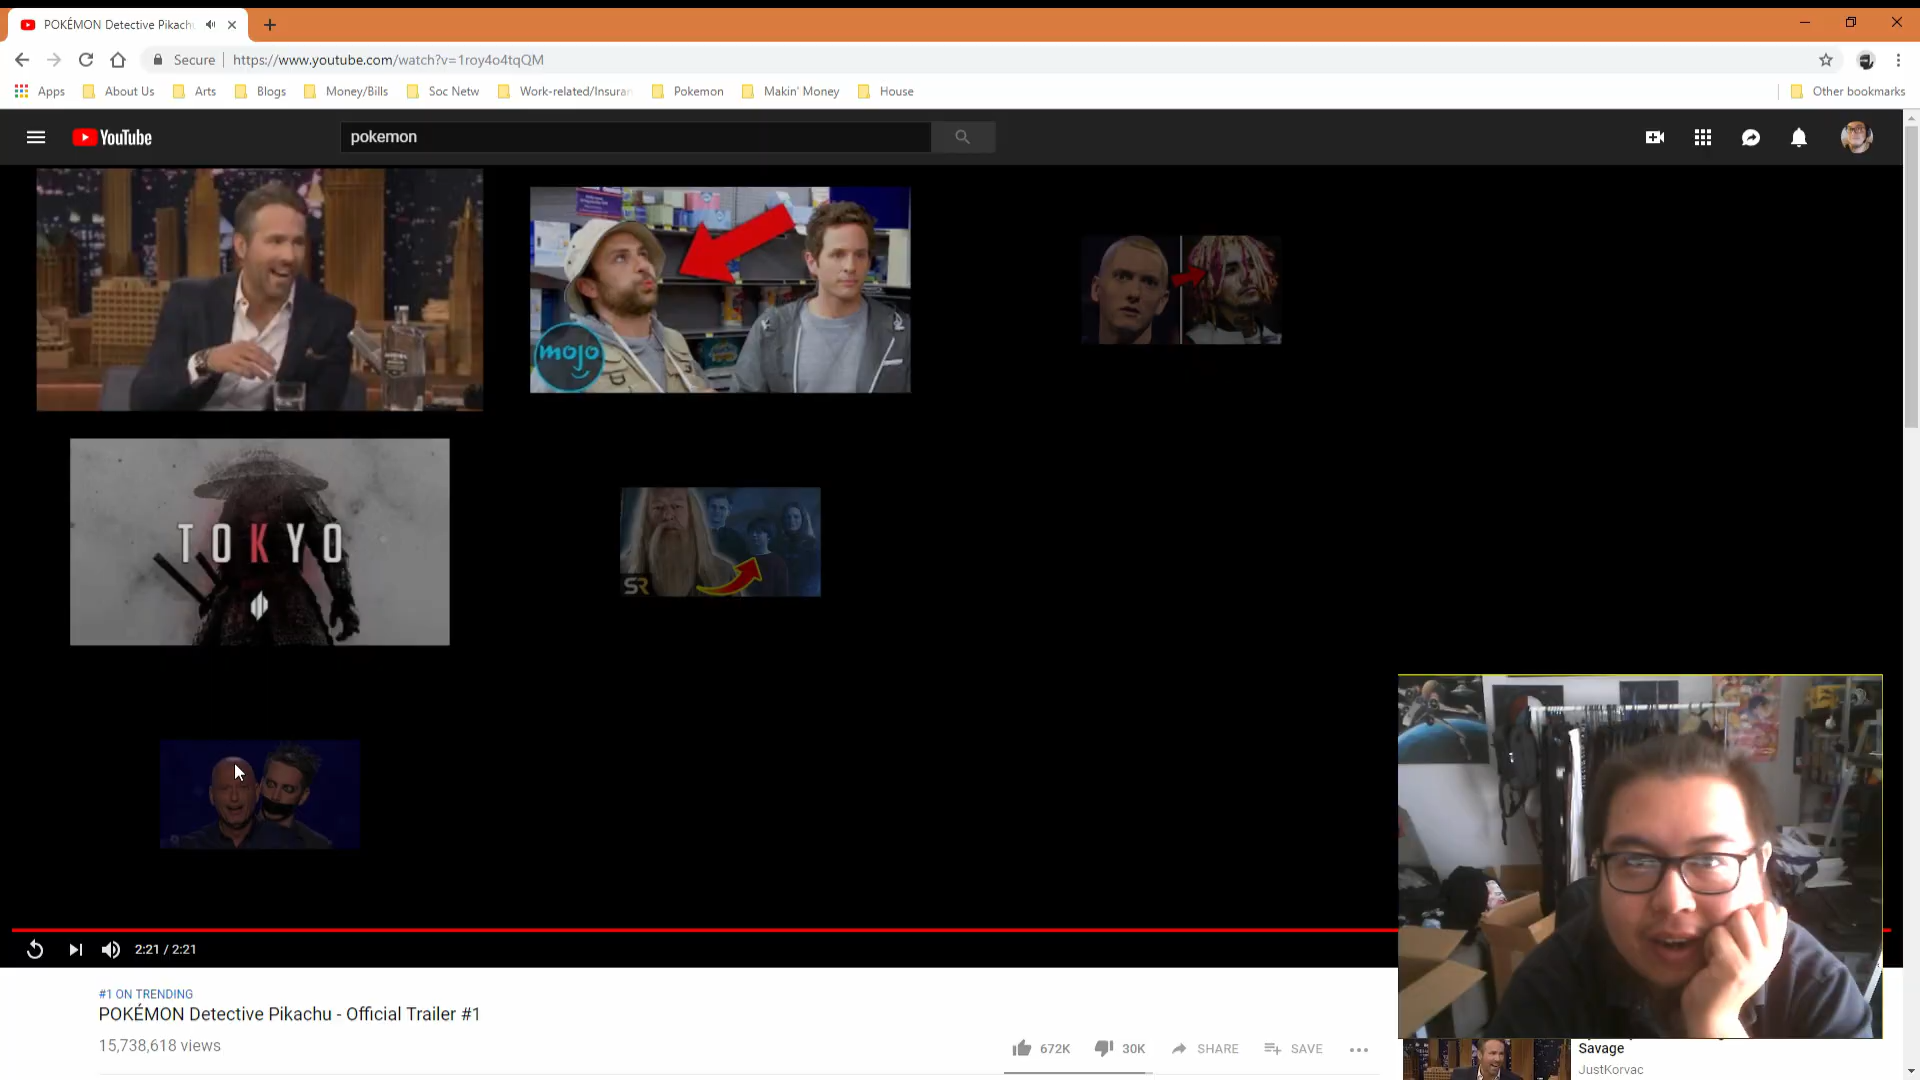 POKÉMON Detective Pikach
Secure
https://www.youtube.com/watch?v=1roy4o4tqQM
Apps
About Us
Arts
Blogs
Money/Bills
Soc Netw
Work-related/Insuran
Pokemon
Makin' Money
House
Other bookmarks
YouTube
pokemon
mojo
TOKYO
SR
2:21 / 2:21
#1 ON TRENDING
POKÉMON Detective Pikachu - Official Trailer #1
15,738,618 views
672K
30K
SHARE
SAVE
Savage
JustKorvac